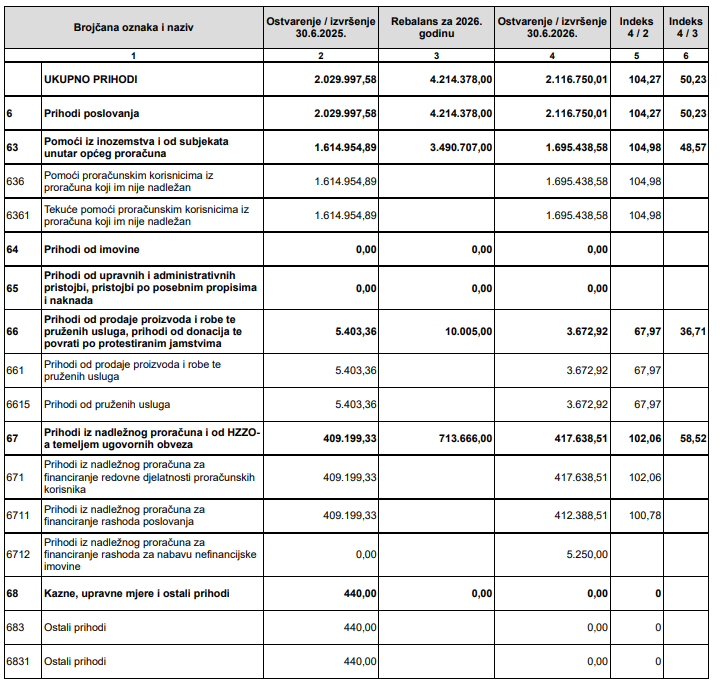 Brojčana oznaka i naziv Ostvarenje / izvršenje 30.6.2025. Rebalans za 2026. godinu Ostvarenje / izvršenje 30.6.2026. Indeks 4 / 2 Indeks 4 / 3
1 2 3 4 5 6
UKUPNO PRIHODI 2.029.997,58 4.214.378,00 2.116.750,01 104,27 50,23
6 Prihodi poslovanja 2.029.997,58 4.214.378,00 2.116.750,01 104,27 50,23
63 Pomoći iz inozemstva i od subjekata
unutar općeg proračuna 1.614.954,89 3.490.707,00 1.695.438,58 104,98 48,57
636 Pomoći proračunskim korisnicima iz
proračuna koji im nije nadležan 1.614.954,89 1.695.438,58 104,98
6361 Tekuće pomoći proračunskim korisnicima iz
proračuna koji im nije nadležan 1.614.954,89 1.695.438,58 104,98
64 Prihodi od imovine 0,00 0,00 0,00
65 Prihodi od upravnih i administrativnih
pristojbi, pristojbi po posebnim propisima
i naknada 0,00 0,00 0,00
66 Prihodi od prodaje proizvoda i robe te
pruženih usluga, prihodi od donacija te
povrati po protestiranim jamstvima 5.403,36 10.005,00 3.672,92 67,97 36,71
661 Prihodi od prodaje proizvoda i robe te
pruženih usluga 5.403,36 3.672,92 67,97
6615 Prihodi od pruženih usluga 5.403,36 3.672,92 67,97
67 Prihodi iz nadležnog proračuna i od HZZO-
a temeljem ugovornih obveza 409.199,33 713.666,00 417.638,51 102,06 58,52
671 Prihodi iz nadležnog proračuna za
financiranje redovne djelatnosti proračunskih
korisnika 409.199,33 417.638,51 102,06
6711 Prihodi iz nadležnog proračuna za
financiranje rashoda poslovanja 409.199,33 412.388,51 100,78
6712 Prihodi iz nadležnog proračuna za
financiranje rashoda za nabavu nefinancijske
imovine 0,00 5.250,00
68 Kazne, upravne mjere i ostali prihodi 440,00 0,00 0,00 0
683 Ostali prihodi 440,00 0,00 0
6831 Ostali prihodi 440,00 0,00 0